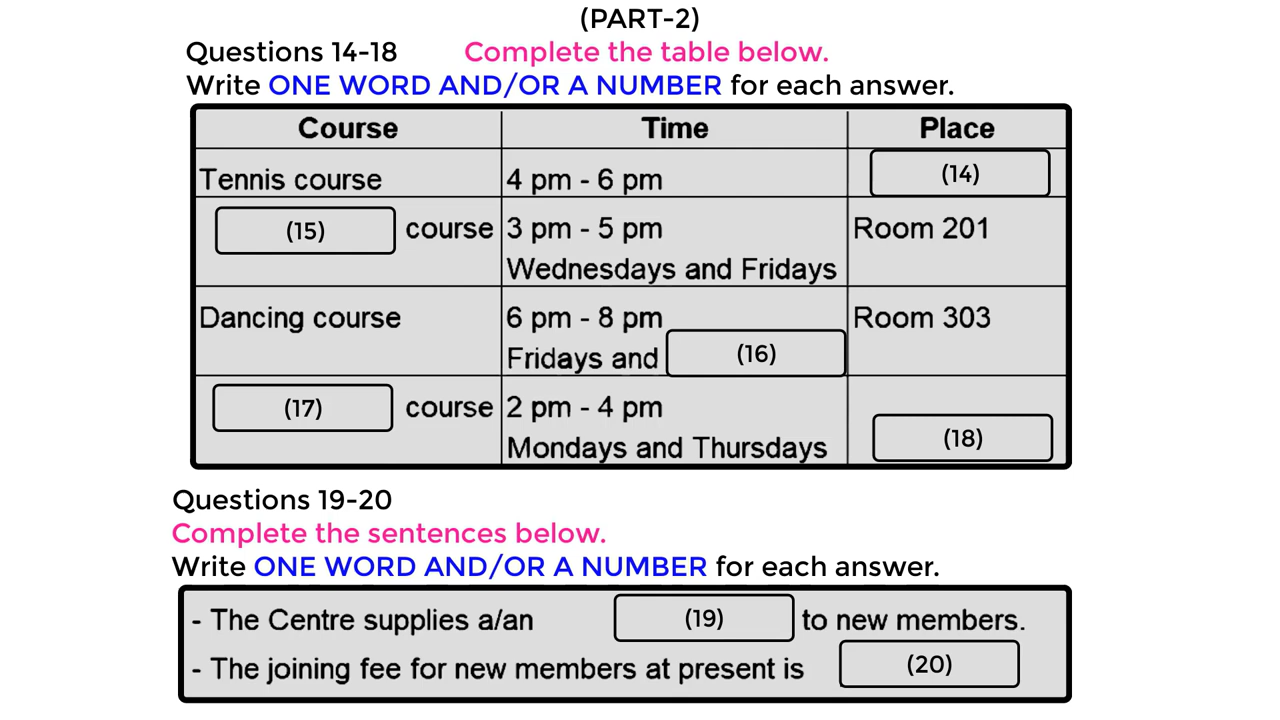 (PART-2)
Questions 14-18 Complete the table below.
Write ONE WORD AND/OR A NUMBER for each answer.
Course Time Place
Tennis course 4 pm - 6 pm (14)
(15) course 3 pm - 5 pm Room 201
Wednesdays and Fridays
Dancing course 6 pm - 8 pm Room 303
Fridays and (16)
(17) course 2 pm - 4 pm
Mondays and Thursdays (18)
Questions 19-20
Complete the sentences below.
Write ONE WORD AND/OR A NUMBER for each answer.
- The Centre supplies a/an (19) to new members.
- The joining fee for new members at present is (20)